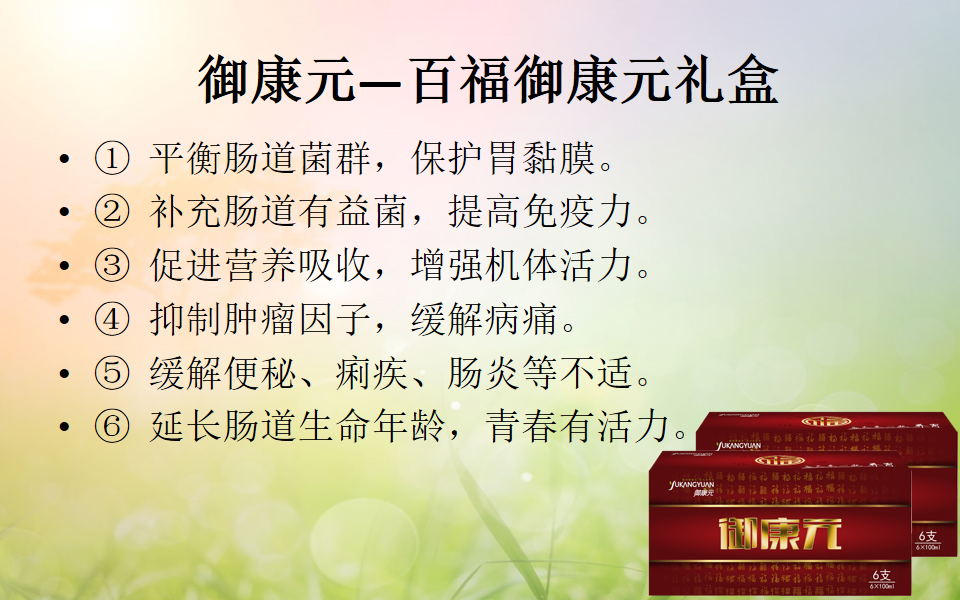 御康元—百福御康元礼盒
• ① 平衡肠道菌群，保护胃黏膜。
• ② 补充肠道有益菌，提高免疫力。
• ③ 促进营养吸收，增强机体活力。
• ④ 抑制肿瘤因子，缓解病痛。
• ⑤ 缓解便秘、痢疾、肠炎等不适。
• ⑥ 延长肠道生命年龄，青春有活力。
YUKANGYUAN
YUKANGYUAN
御康元
御康元
6支
6×100ml
6支
6×100ml